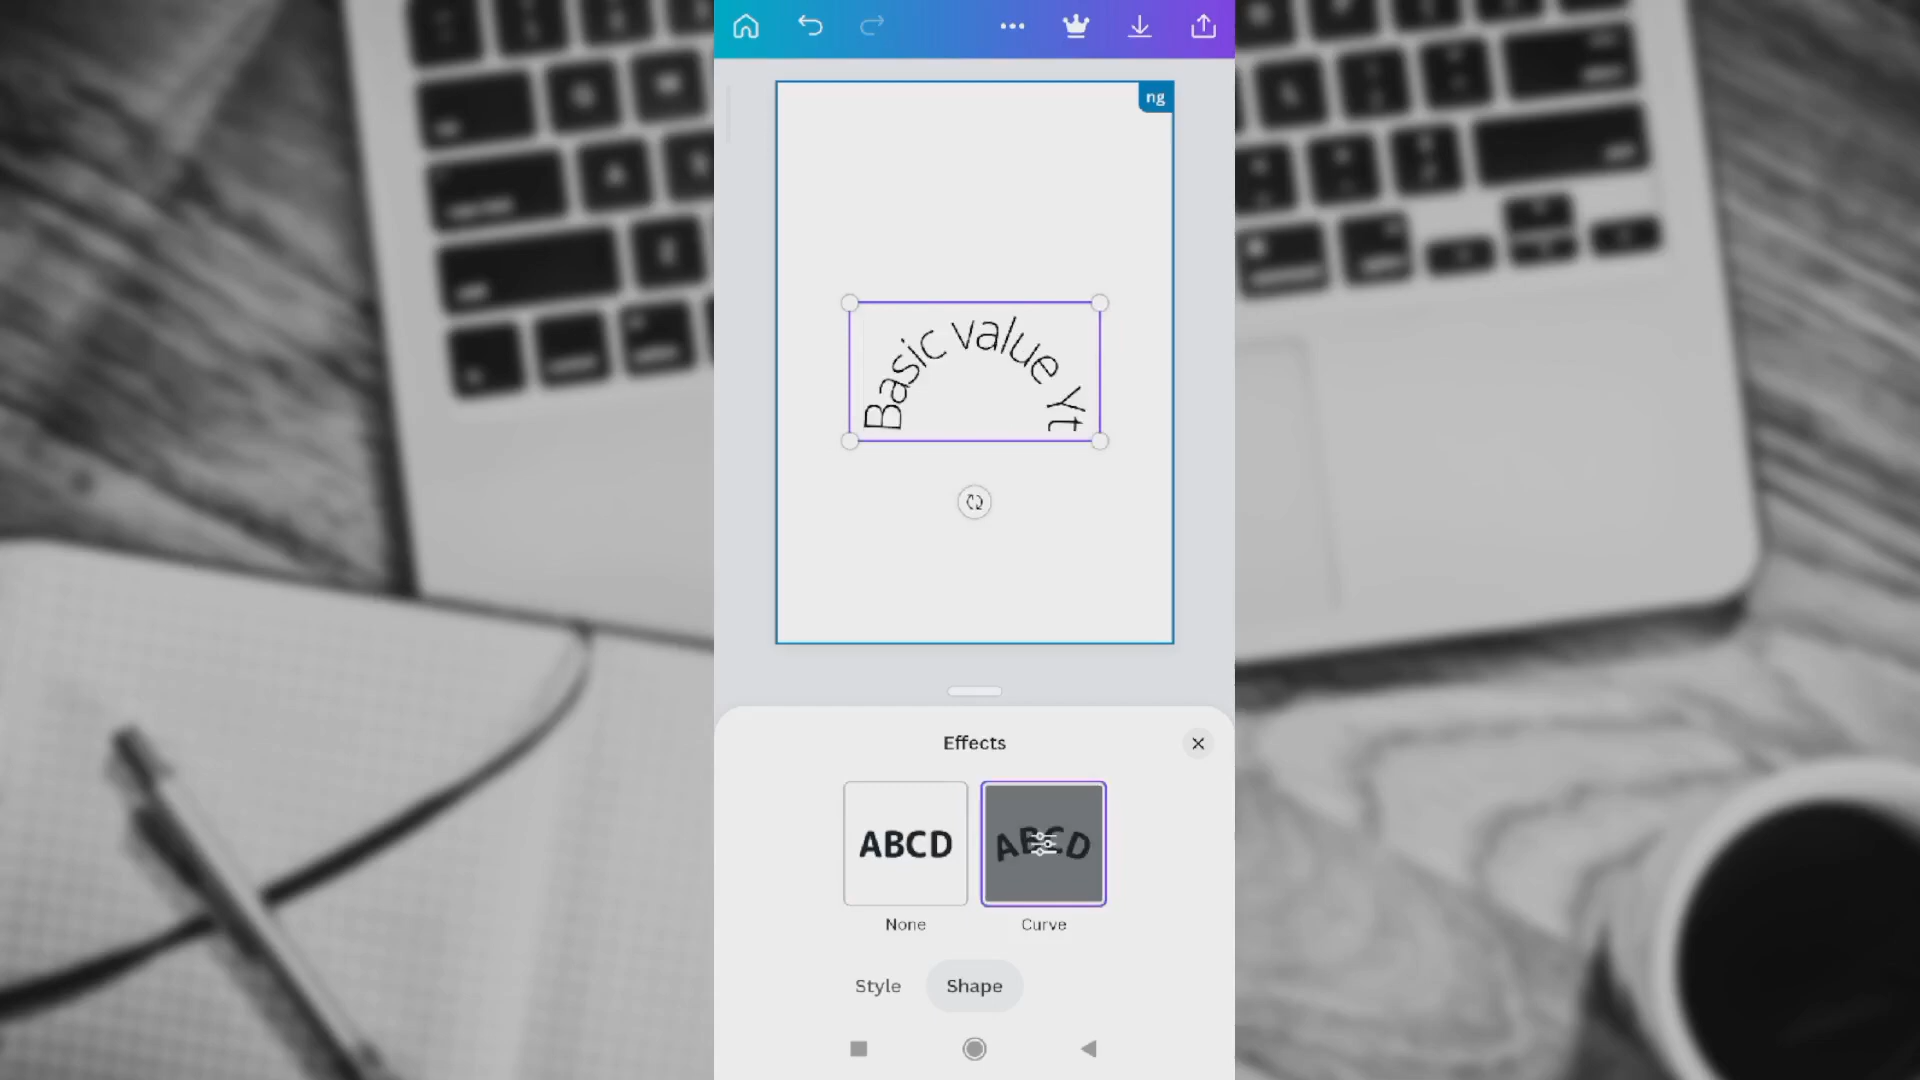 ng
Basic value Yt
Effects
ABCD
ABCD
None
Curve
Style
Shape